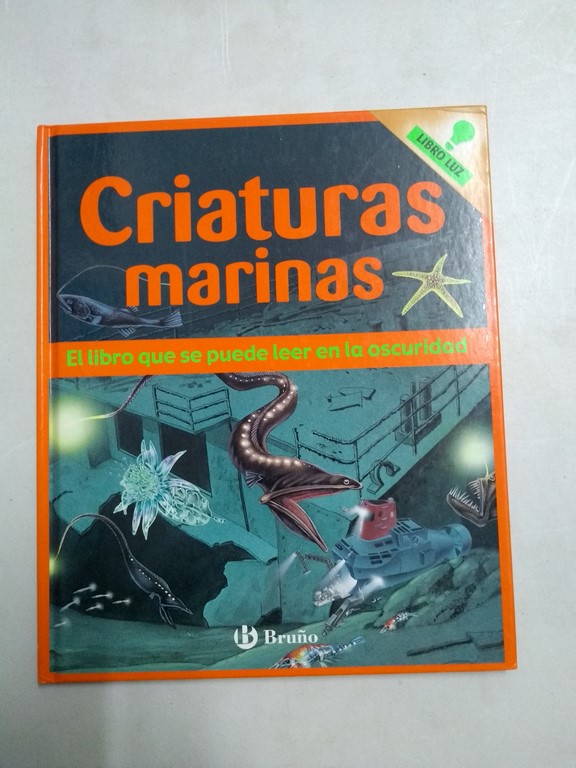 LIBRO LUZ
Criaturas
marinas
El libro que se puede leer en la oscuridad
B Bruño